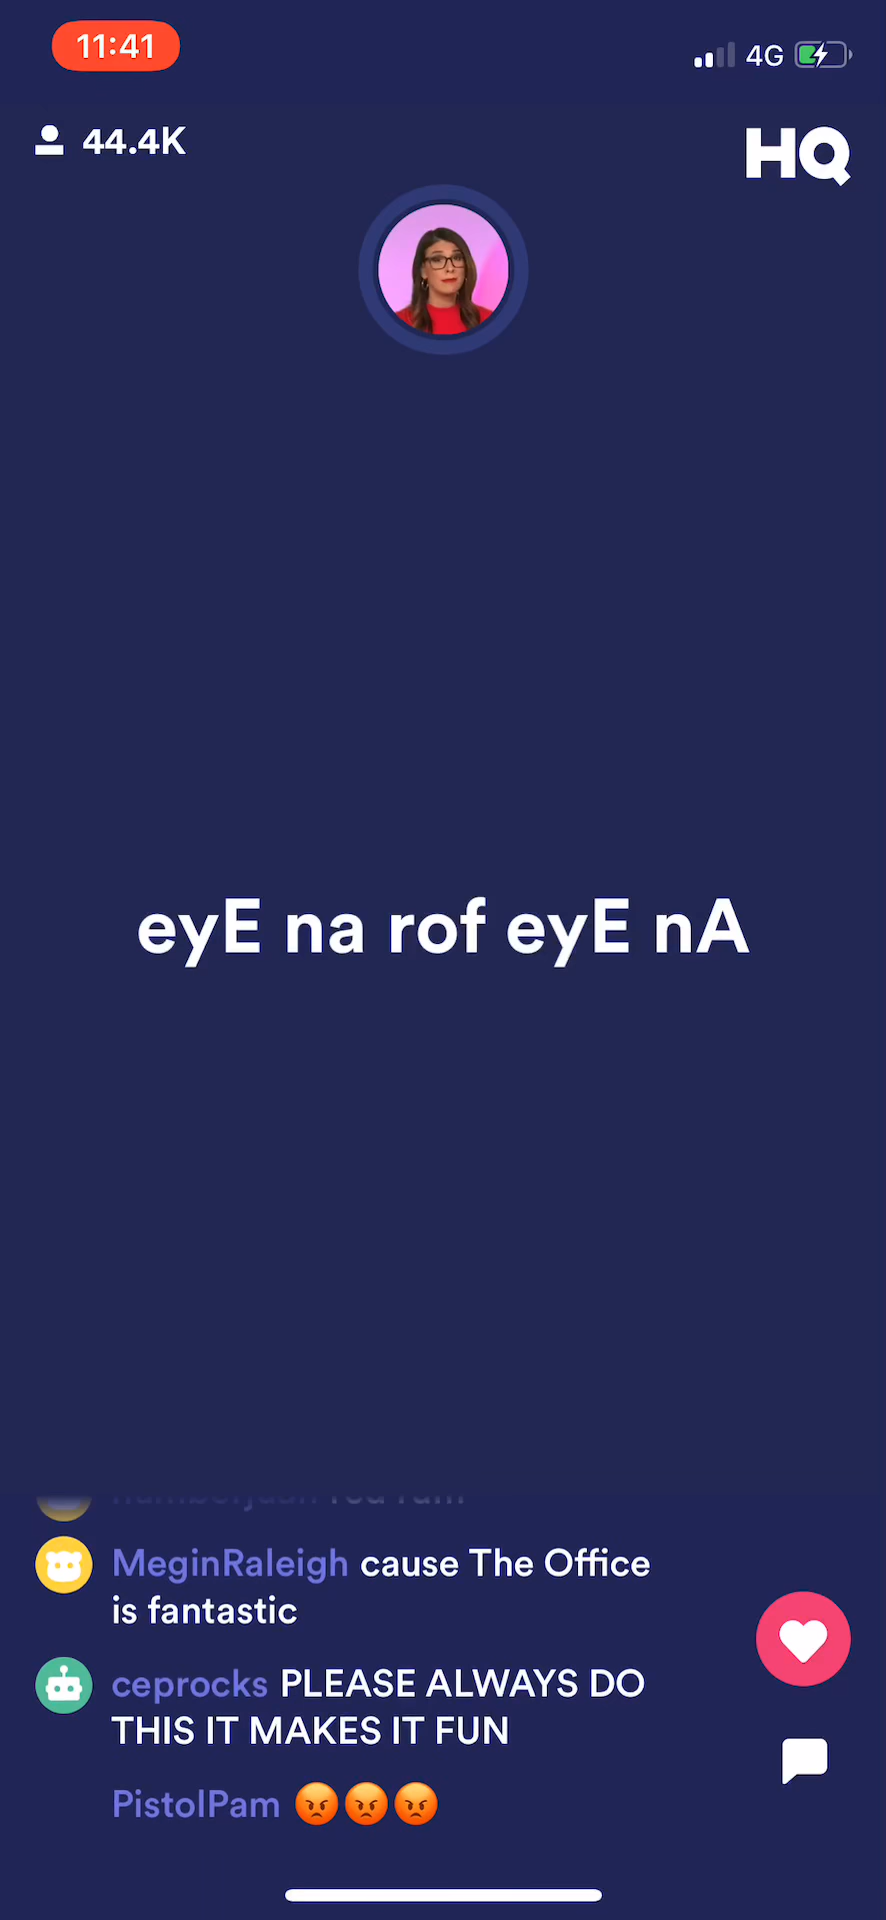 11:41
4G
44.4K
HQ
eyE na rof eyE nA
MeginRaleigh cause The Office
is fantastic
ceprocks PLEASE ALWAYS DO
THIS IT MAKES IT FUN
PistolPam 😡😡😡